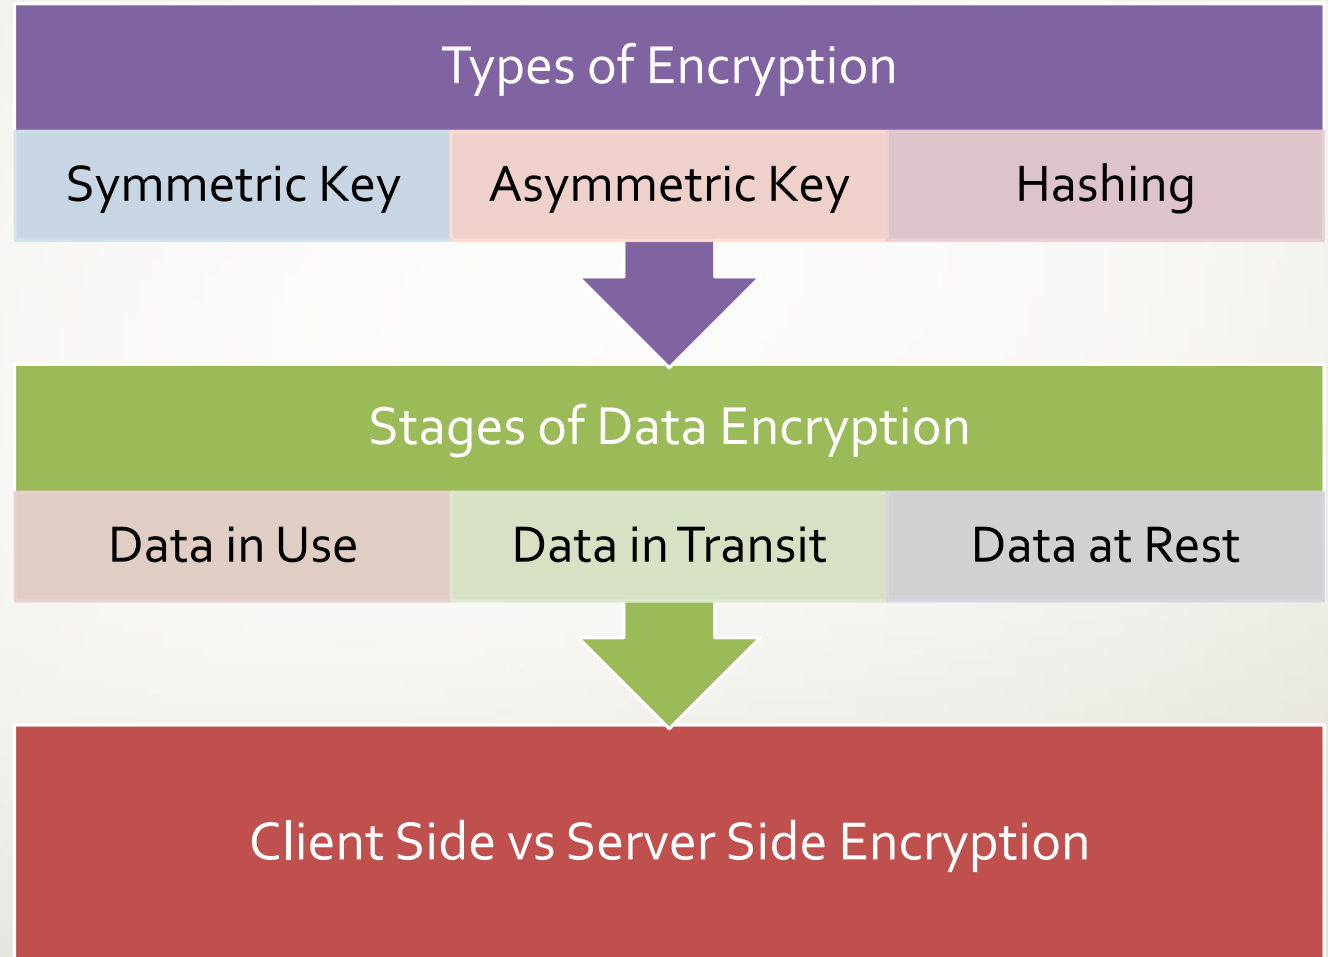 Types of Encryption
Symmetric Key
Asymmetric Key
Hashing
Stages of Data Encryption
Data in Use
Data in Transit
Data at Rest
Client Side vs Server Side Encryption